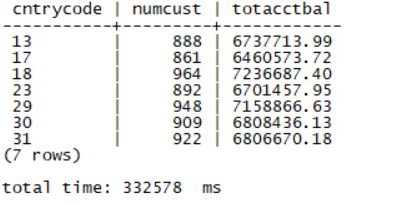 cntrycode | numcust | totacctbal
-----------+---------+------------
13 | 888 | 6737713.99
17 | 861 | 6460573.72
18 | 964 | 7236687.40
23 | 892 | 6701457.95
29 | 948 | 7158866.63
30 | 909 | 6808436.13
31 | 922 | 6806670.18
(7 rows)
total time: 332578 ms